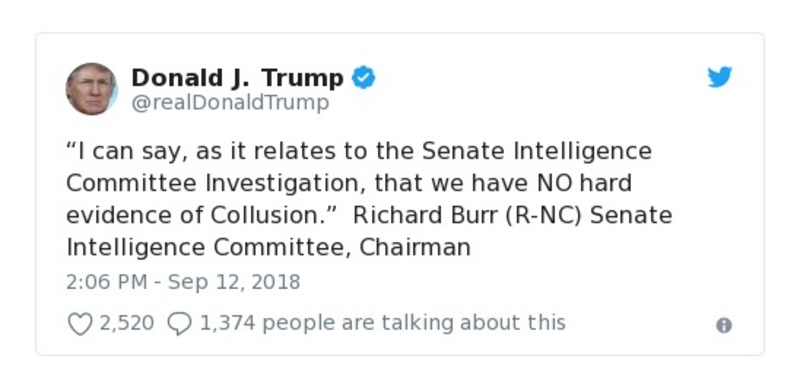 Donald J. Trump
@realDonaldTrump
“I can say, as it relates to the Senate Intelligence
Committee Investigation, that we have NO hard
evidence of Collusion.”  Richard Burr (R-NC) Senate
Intelligence Committee, Chairman
2:06 PM - Sep 12, 2018
2,520 1,374 people are talking about this